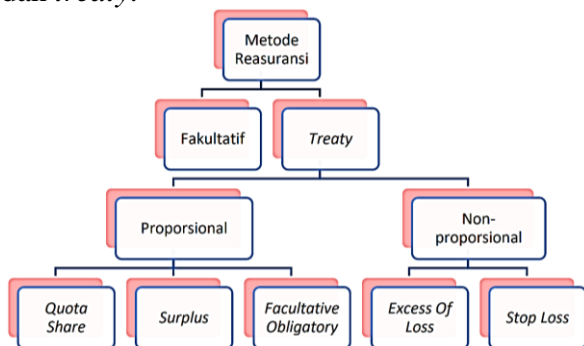 dan treaty.
Metode
Reasuransi
Fakultatif
Treaty
Proporsional
Non-
proporsional
Quota
Share
Surplus
Facultative
Obligatory
Excess Of
Loss
Stop Loss